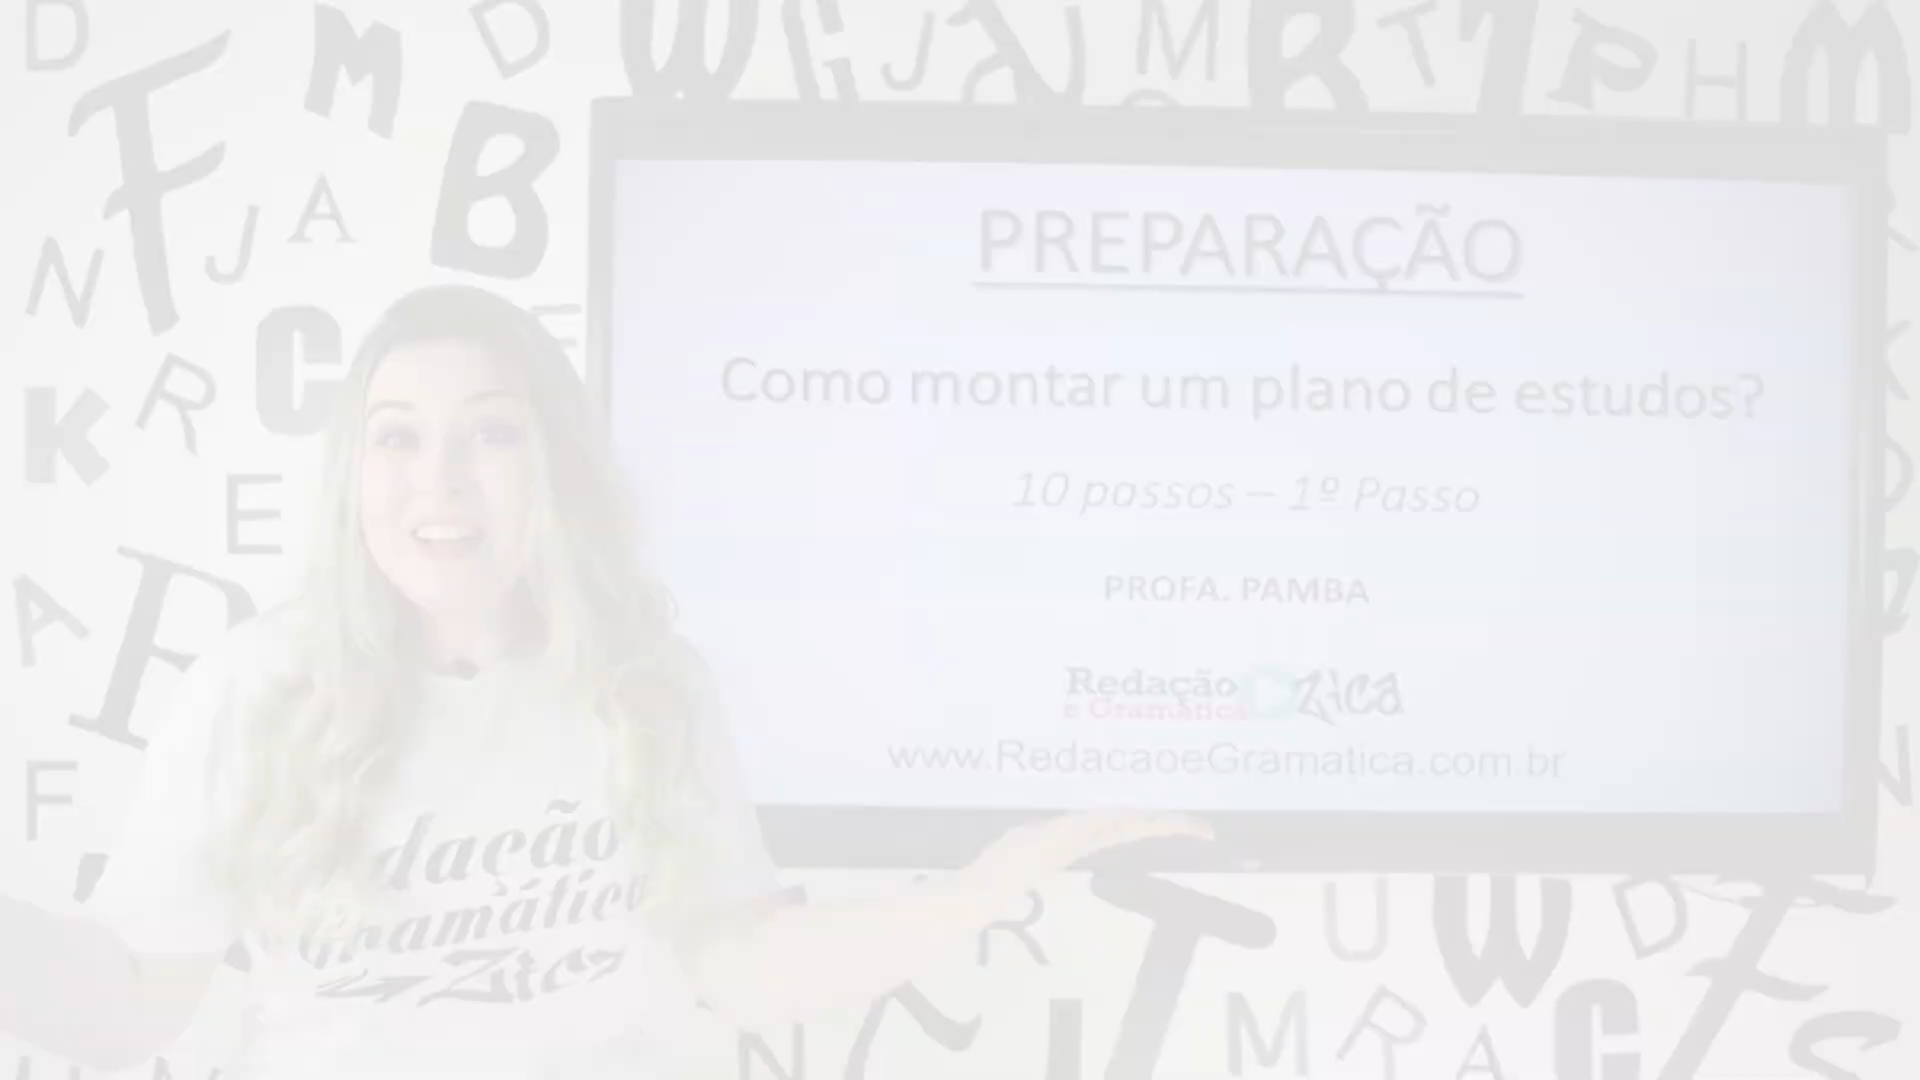 PREPARAÇÃO
Como montar um plano de estudos?
10 passos – 1º Passo
PROFA. PAMBA
Redação
e Gramática
Zica
www.RedacaoeGramatica.com.br
dação
Gramática
Zica
D
M
D
W
J
J
M
R
T
P
H
M
F
B
A
N
J
C
E
K
R
E
A
P
F
R
T
U
W
D
F
N
M
R
A
C
S